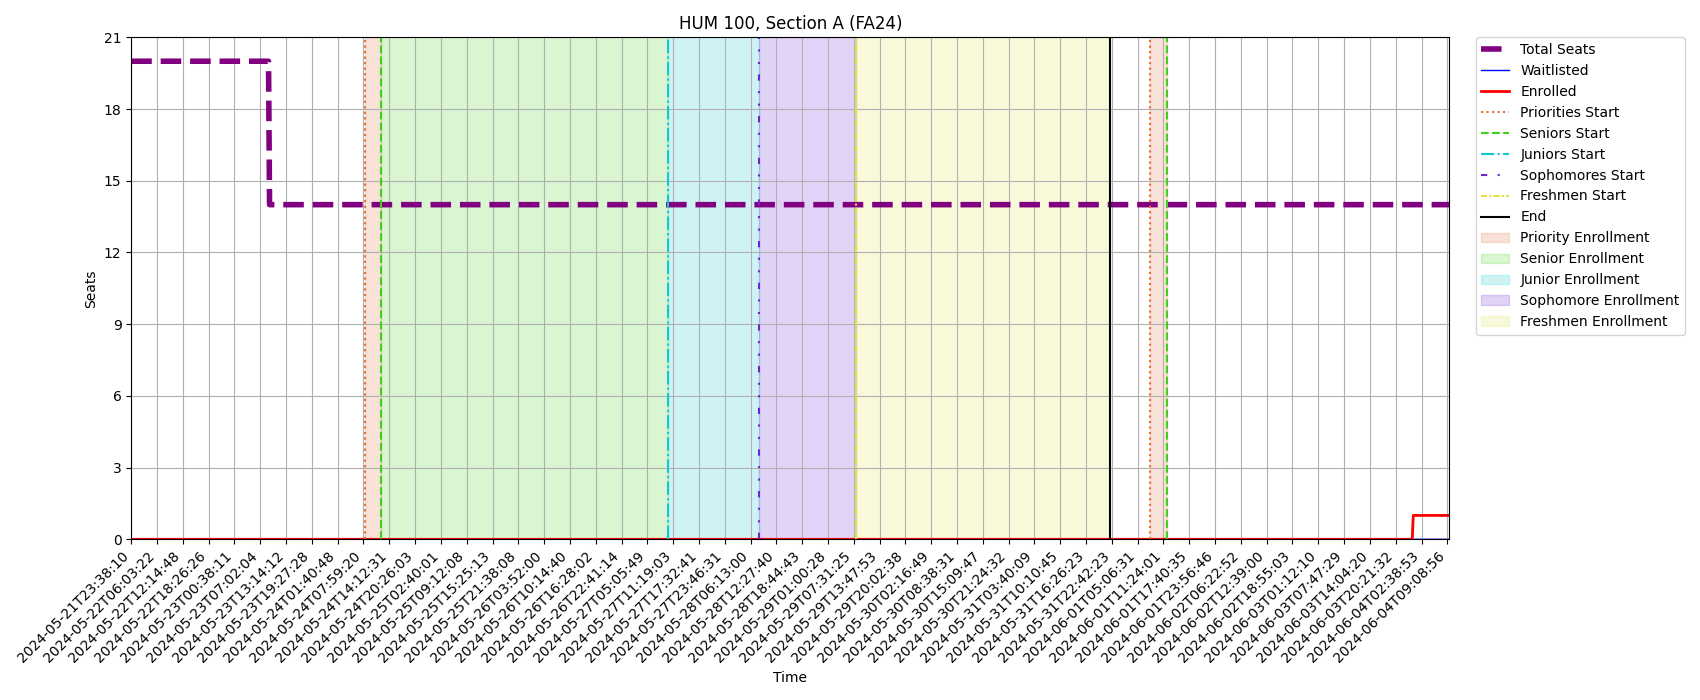 HUM 100, Section A (FA24)
21
18
15
12
9
6
3
0
Seats
2024-05-21T23:38:10
2024-05-22T06:03:22
2024-05-22T12:14:48
2024-05-22T18:26:26
2024-05-23T00:38:11
2024-05-23T07:02:04
2024-05-23T13:14:12
2024-05-23T19:27:28
2024-05-24T01:40:48
2024-05-24T07:59:20
2024-05-24T14:12:31
2024-05-24T20:26:03
2024-05-25T02:40:01
2024-05-25T09:12:08
2024-05-25T15:25:13
2024-05-25T21:38:08
2024-05-26T03:52:00
2024-05-26T10:14:40
2024-05-26T16:28:02
2024-05-26T22:41:14
2024-05-27T05:05:49
2024-05-27T11:19:03
2024-05-27T17:32:41
2024-05-27T23:46:31
2024-05-28T06:13:00
2024-05-28T12:27:40
2024-05-28T18:44:43
2024-05-29T01:00:28
2024-05-29T07:31:25
2024-05-29T13:47:53
2024-05-29T20:02:38
2024-05-30T02:16:49
2024-05-30T08:38:31
2024-05-30T15:09:47
2024-05-30T21:24:32
2024-05-31T03:40:09
2024-05-31T10:10:45
2024-05-31T16:26:23
2024-05-31T22:42:23
2024-06-01T05:06:31
2024-06-01T11:24:01
2024-06-01T17:40:35
2024-06-01T23:56:46
2024-06-02T06:22:52
2024-06-02T12:39:00
2024-06-02T18:55:03
2024-06-03T01:12:10
2024-06-03T07:47:29
2024-06-03T14:04:20
2024-06-03T20:21:32
2024-06-04T02:38:53
2024-06-04T09:08:56
Time
Total Seats
Waitlisted
Enrolled
Priorities Start
Seniors Start
Juniors Start
Sophomores Start
Freshmen Start
End
Priority Enrollment
Senior Enrollment
Junior Enrollment
Sophomore Enrollment
Freshmen Enrollment